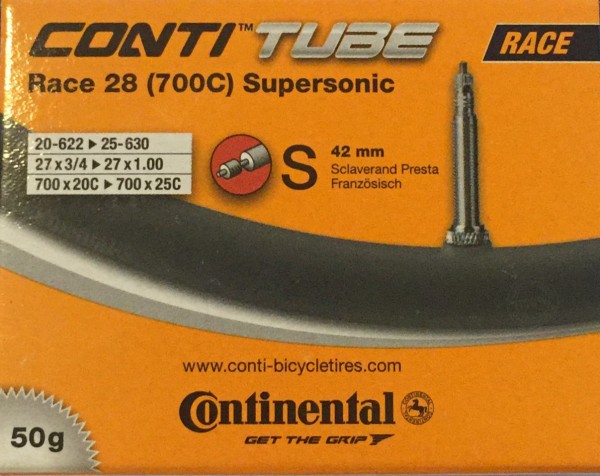 CONTI™ TUBE
RACE
Race 28 (700C) Supersonic
20-622 ▸ 25-630
27 x 3/4 ▸ 27 x 1.00
700 x 20C ▸ 700 x 25C
S
42 mm
Sclaverand Presta
Französisch
www.conti-bicycletires.com
Continental
GET THE GRIP
50g